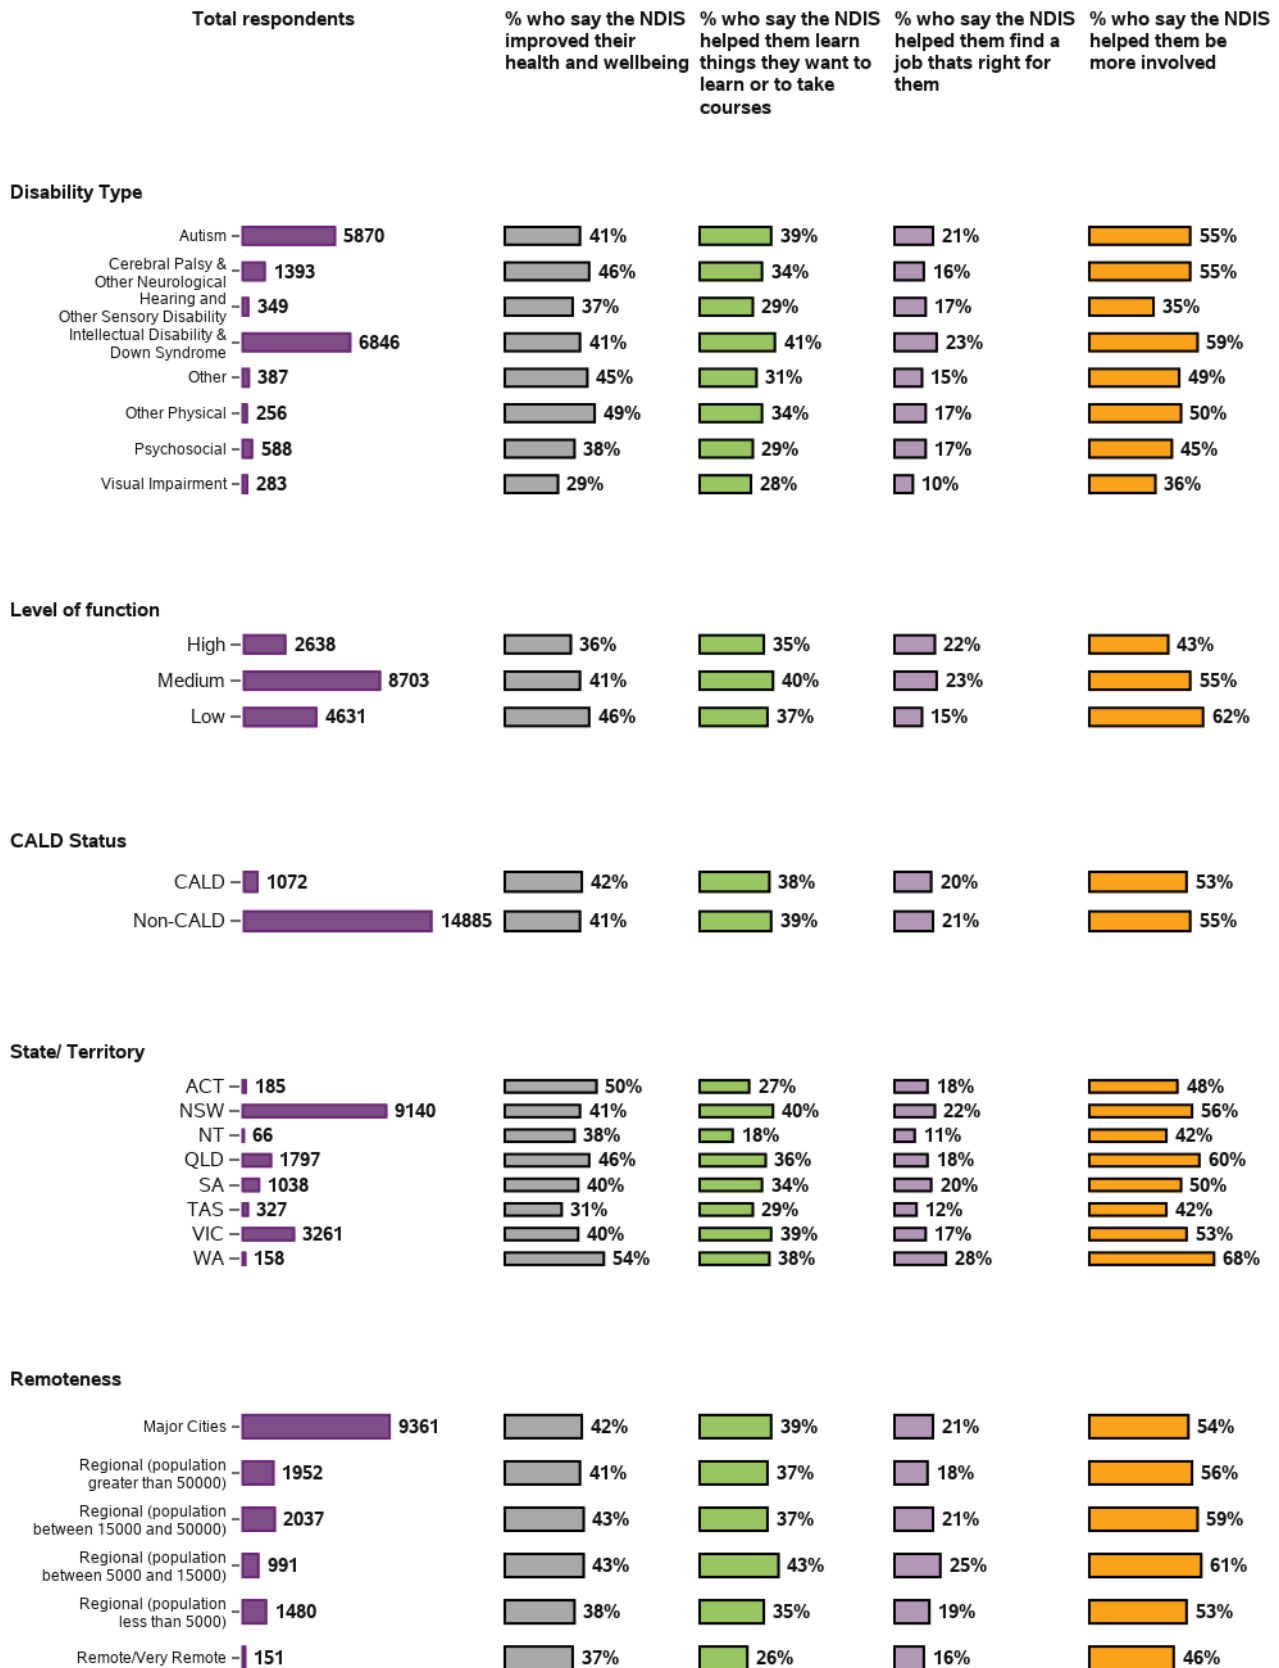 Total respondents
% who say the NDIS
improved their
health and wellbeing
% who say the NDIS
helped them learn
things they want to
learn or to take
courses
% who say the NDIS
helped them find a
job thats right for
them
% who say the NDIS
helped them be
more involved
Disability Type
Autism 5870 41% 39% 21% 55%
Cerebral Palsy &
Other Neurological 1393 46% 34% 16% 55%
Hearing and
Other Sensory Disability 349 37% 29% 17% 35%
Intellectual Disability &
Down Syndrome 6846 41% 41% 23% 59%
Other 387 45% 31% 15% 49%
Other Physical 256 49% 34% 17% 50%
Psychosocial 588 38% 29% 17% 45%
Visual Impairment 283 29% 28% 10% 36%
Level of function
High 2638 36% 35% 22% 43%
Medium 8703 41% 40% 23% 55%
Low 4631 46% 37% 15% 62%
CALD Status
CALD 1072 42% 38% 20% 53%
Non-CALD 14885 41% 39% 21% 55%
State/ Territory
ACT 185 50% 27% 18% 48%
NSW 9140 41% 40% 22% 56%
NT 66 38% 18% 11% 42%
QLD 1797 46% 36% 18% 60%
SA 1038 40% 34% 20% 50%
TAS 327 31% 29% 12% 42%
VIC 3261 40% 39% 17% 53%
WA 158 54% 38% 28% 68%
Remoteness
Major Cities 9361 42% 39% 21% 54%
Regional (population
greater than 50000) 1952 41% 37% 18% 56%
Regional (population
between 15000 and 50000) 2037 43% 37% 21% 59%
Regional (population
between 5000 and 15000) 991 43% 43% 25% 61%
Regional (population
less than 5000) 1480 38% 35% 19% 53%
Remote/Very Remote 151 37% 26% 16% 46%